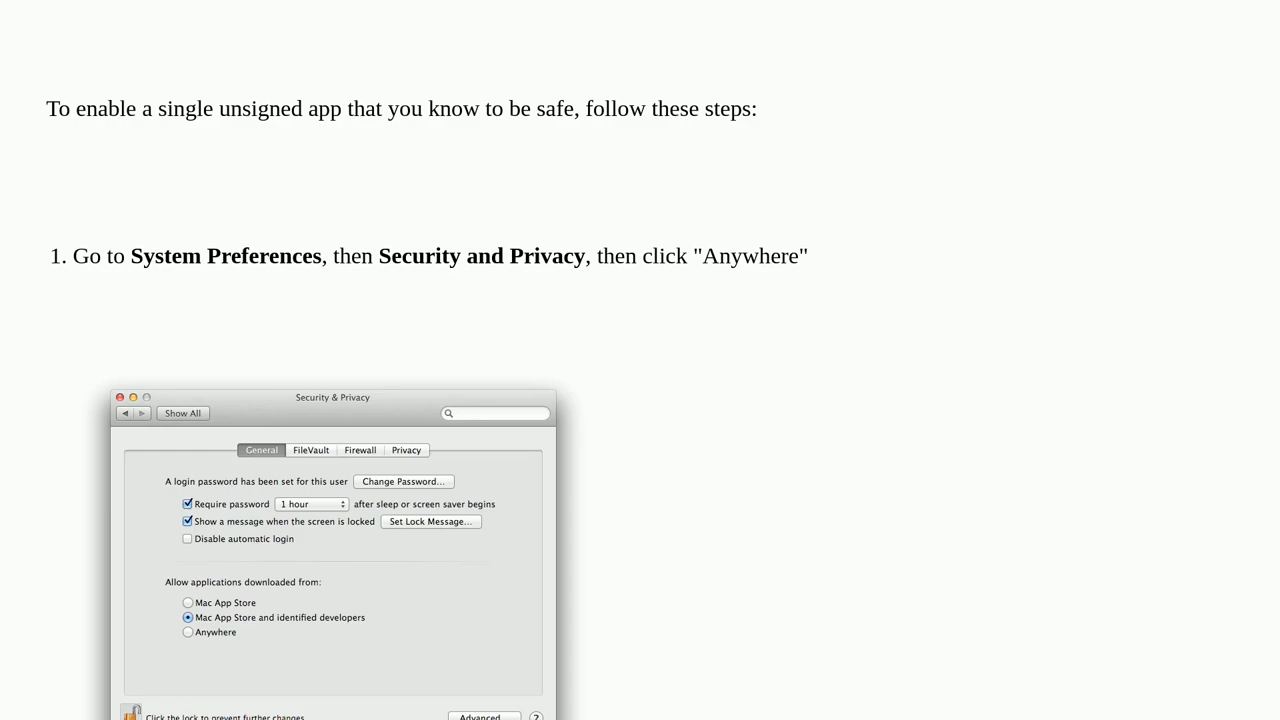 To enable a single unsigned app that you know to be safe, follow these steps:
1. Go to System Preferences, then Security and Privacy, then click "Anywhere"
Security & Privacy
Show All
General FileVault Firewall Privacy
A login password has been set for this user Change Password...
Require password 1 hour after sleep or screen saver begins
Show a message when the screen is locked Set Lock Message...
Disable automatic login
Allow applications downloaded from:
Mac App Store
Mac App Store and identified developers
Anywhere
Click the lock to prevent further changes. Advanced... ?